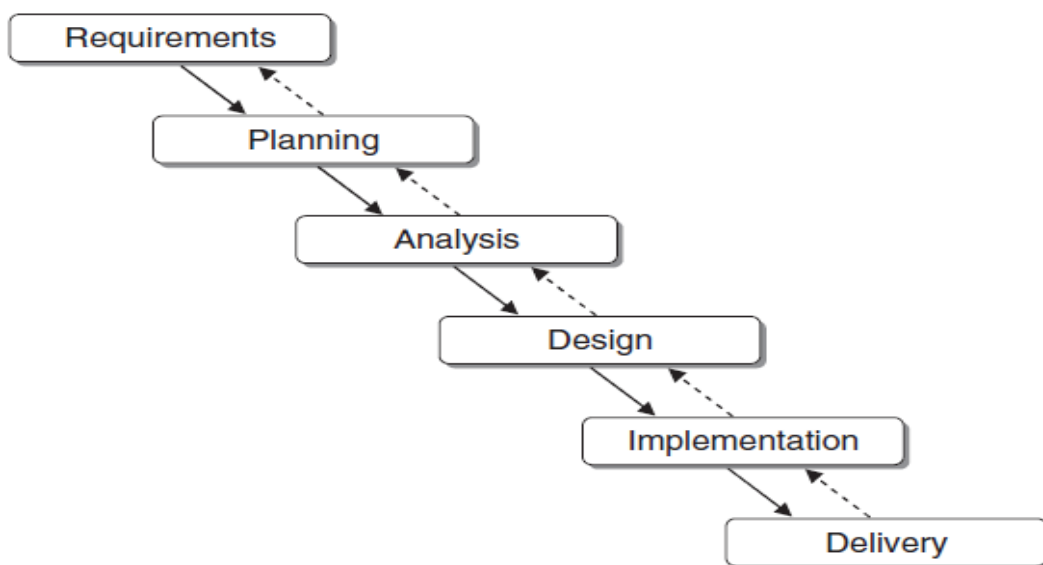 Requirements
Planning
Analysis
Design
Implementation
Delivery